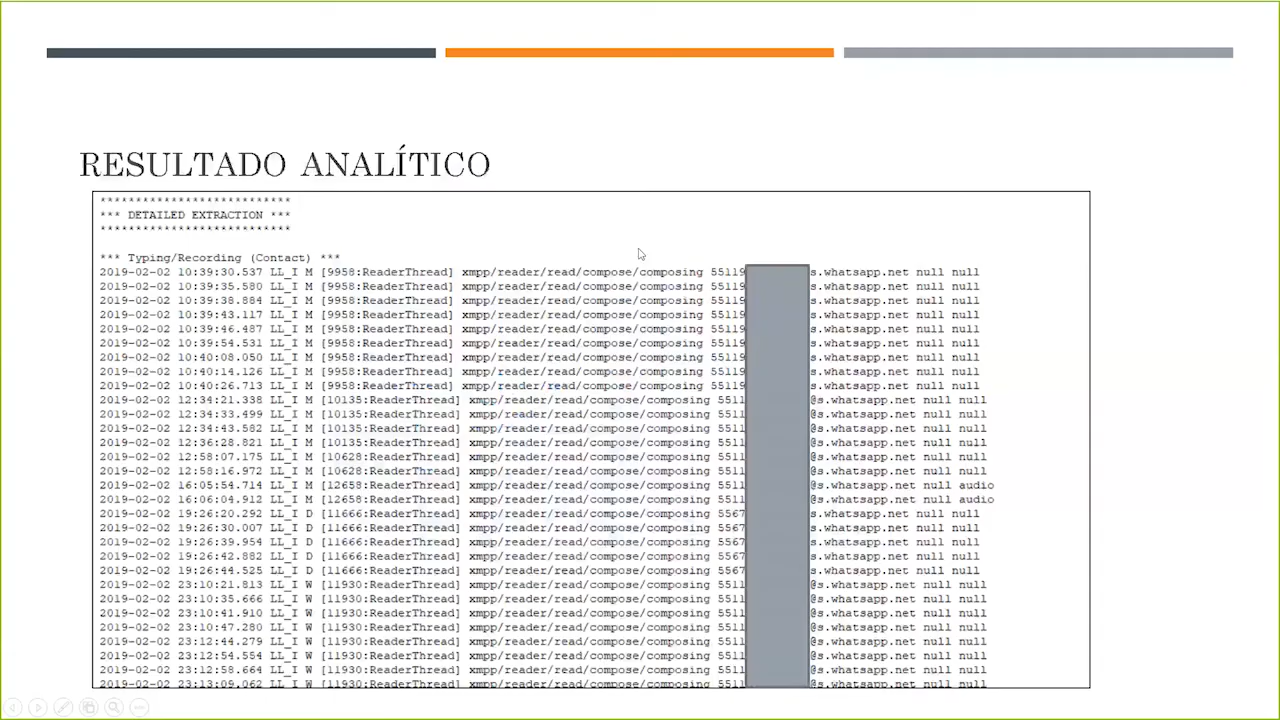 RESULTADO ANALÍTICO
***************************
*** DETAILED EXTRACTION ***
***************************
*** Typing/Recording (Contact) ***
2019-02-02 10:39:30.537 LL_I M [9958:ReaderThread] xmpp/reader/read/compose/composing 55119 s.whatsapp.net null null
2019-02-02 10:39:35.580 LL_I M [9958:ReaderThread] xmpp/reader/read/compose/composing 55119 s.whatsapp.net null null
2019-02-02 10:39:38.884 LL_I M [9958:ReaderThread] xmpp/reader/read/compose/composing 55119 s.whatsapp.net null null
2019-02-02 10:39:43.117 LL_I M [9958:ReaderThread] xmpp/reader/read/compose/composing 55119 s.whatsapp.net null null
2019-02-02 10:39:46.487 LL_I M [9958:ReaderThread] xmpp/reader/read/compose/composing 55119 s.whatsapp.net null null
2019-02-02 10:39:54.531 LL_I M [9958:ReaderThread] xmpp/reader/read/compose/composing 55119 s.whatsapp.net null null
2019-02-02 10:40:08.050 LL_I M [9958:ReaderThread] xmpp/reader/read/compose/composing 55119 s.whatsapp.net null null
2019-02-02 10:40:14.126 LL_I M [9958:ReaderThread] xmpp/reader/read/compose/composing 55119 s.whatsapp.net null null
2019-02-02 10:40:26.713 LL_I M [9958:ReaderThread] xmpp/reader/read/compose/composing 55119 s.whatsapp.net null null
2019-02-02 12:34:21.338 LL_I M [10135:ReaderThread] xmpp/reader/read/compose/composing 5511 @s.whatsapp.net null null
2019-02-02 12:34:33.499 LL_I M [10135:ReaderThread] xmpp/reader/read/compose/composing 5511 @s.whatsapp.net null null
2019-02-02 12:34:43.582 LL_I M [10135:ReaderThread] xmpp/reader/read/compose/composing 5511 @s.whatsapp.net null null
2019-02-02 12:36:28.821 LL_I M [10135:ReaderThread] xmpp/reader/read/compose/composing 5511 @s.whatsapp.net null null
2019-02-02 12:58:07.175 LL_I M [10628:ReaderThread] xmpp/reader/read/compose/composing 5511 @s.whatsapp.net null null
2019-02-02 12:58:16.972 LL_I M [10628:ReaderThread] xmpp/reader/read/compose/composing 5511 @s.whatsapp.net null null
2019-02-02 16:05:54.714 LL_I M [12658:ReaderThread] xmpp/reader/read/compose/composing 5511 @s.whatsapp.net null audio
2019-02-02 16:06:04.912 LL_I M [12658:ReaderThread] xmpp/reader/read/compose/composing 5511 @s.whatsapp.net null audio
2019-02-02 19:26:20.292 LL_I D [11666:ReaderThread] xmpp/reader/read/compose/composing 5567 @s.whatsapp.net null null
2019-02-02 19:26:30.007 LL_I D [11666:ReaderThread] xmpp/reader/read/compose/composing 5567 @s.whatsapp.net null null
2019-02-02 19:26:39.954 LL_I D [11666:ReaderThread] xmpp/reader/read/compose/composing 5567 @s.whatsapp.net null null
2019-02-02 19:26:42.882 LL_I D [11666:ReaderThread] xmpp/reader/read/compose/composing 5567 @s.whatsapp.net null null
2019-02-02 19:26:44.525 LL_I D [11666:ReaderThread] xmpp/reader/read/compose/composing 5567 @s.whatsapp.net null null
2019-02-02 23:10:21.813 LL_I W [11930:ReaderThread] xmpp/reader/read/compose/composing 5511 @s.whatsapp.net null null
2019-02-02 23:10:35.666 LL_I W [11930:ReaderThread] xmpp/reader/read/compose/composing 5511 @s.whatsapp.net null null
2019-02-02 23:10:41.910 LL_I W [11930:ReaderThread] xmpp/reader/read/compose/composing 5511 @s.whatsapp.net null null
2019-02-02 23:10:47.280 LL_I W [11930:ReaderThread] xmpp/reader/read/compose/composing 5511 @s.whatsapp.net null null
2019-02-02 23:12:44.279 LL_I W [11930:ReaderThread] xmpp/reader/read/compose/composing 5511 @s.whatsapp.net null null
2019-02-02 23:12:54.554 LL_I W [11930:ReaderThread] xmpp/reader/read/compose/composing 5511 @s.whatsapp.net null null
2019-02-02 23:12:58.664 LL_I W [11930:ReaderThread] xmpp/reader/read/compose/composing 5511 @s.whatsapp.net null null
2019-02-02 23:13:09.062 LL_I W [11930:ReaderThread] xmpp/reader/read/compose/composing 5511 @s.whatsapp.net null null